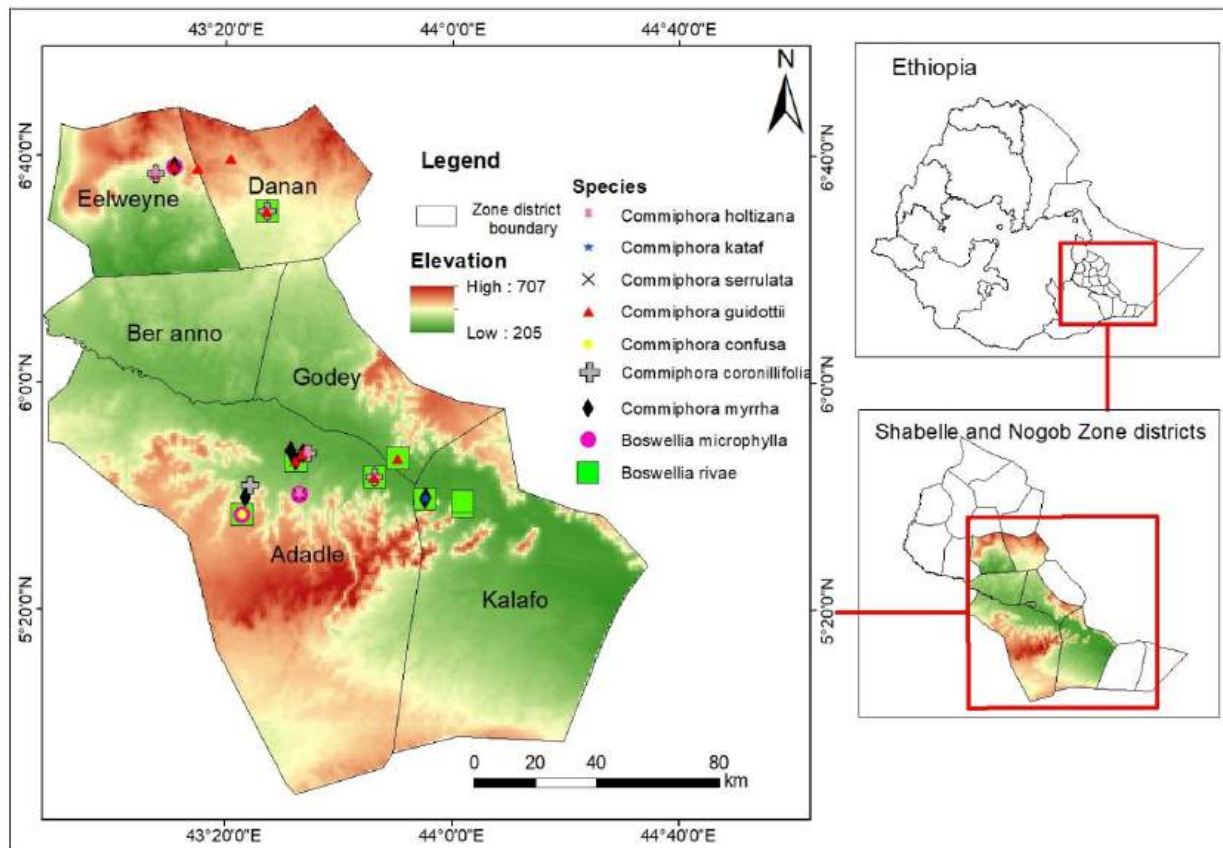 43°20'0"E
44°0'0"E
44°40'0"E
N
6°40'0"N
6°40'0"N
6°0'0"N
6°0'0"N
5°20'0"N
5°20'0"N
Eelweyne
Danan
Ber anno
Godey
Adadle
Kalafo
Legend
Zone district
boundary
Elevation
High : 707
Low : 205
Species
Commiphora holtizana
Commiphora kataf
Commiphora serrulata
Commiphora guidottii
Commiphora confusa
Commiphora coronillifolia
Commiphora myrrha
Boswellia microphylla
Boswellia rivae
0 20 40 80
km
43°20'0"E
44°0'0"E
44°40'0"E
Ethiopia
Shabelle and Nogob Zone districts